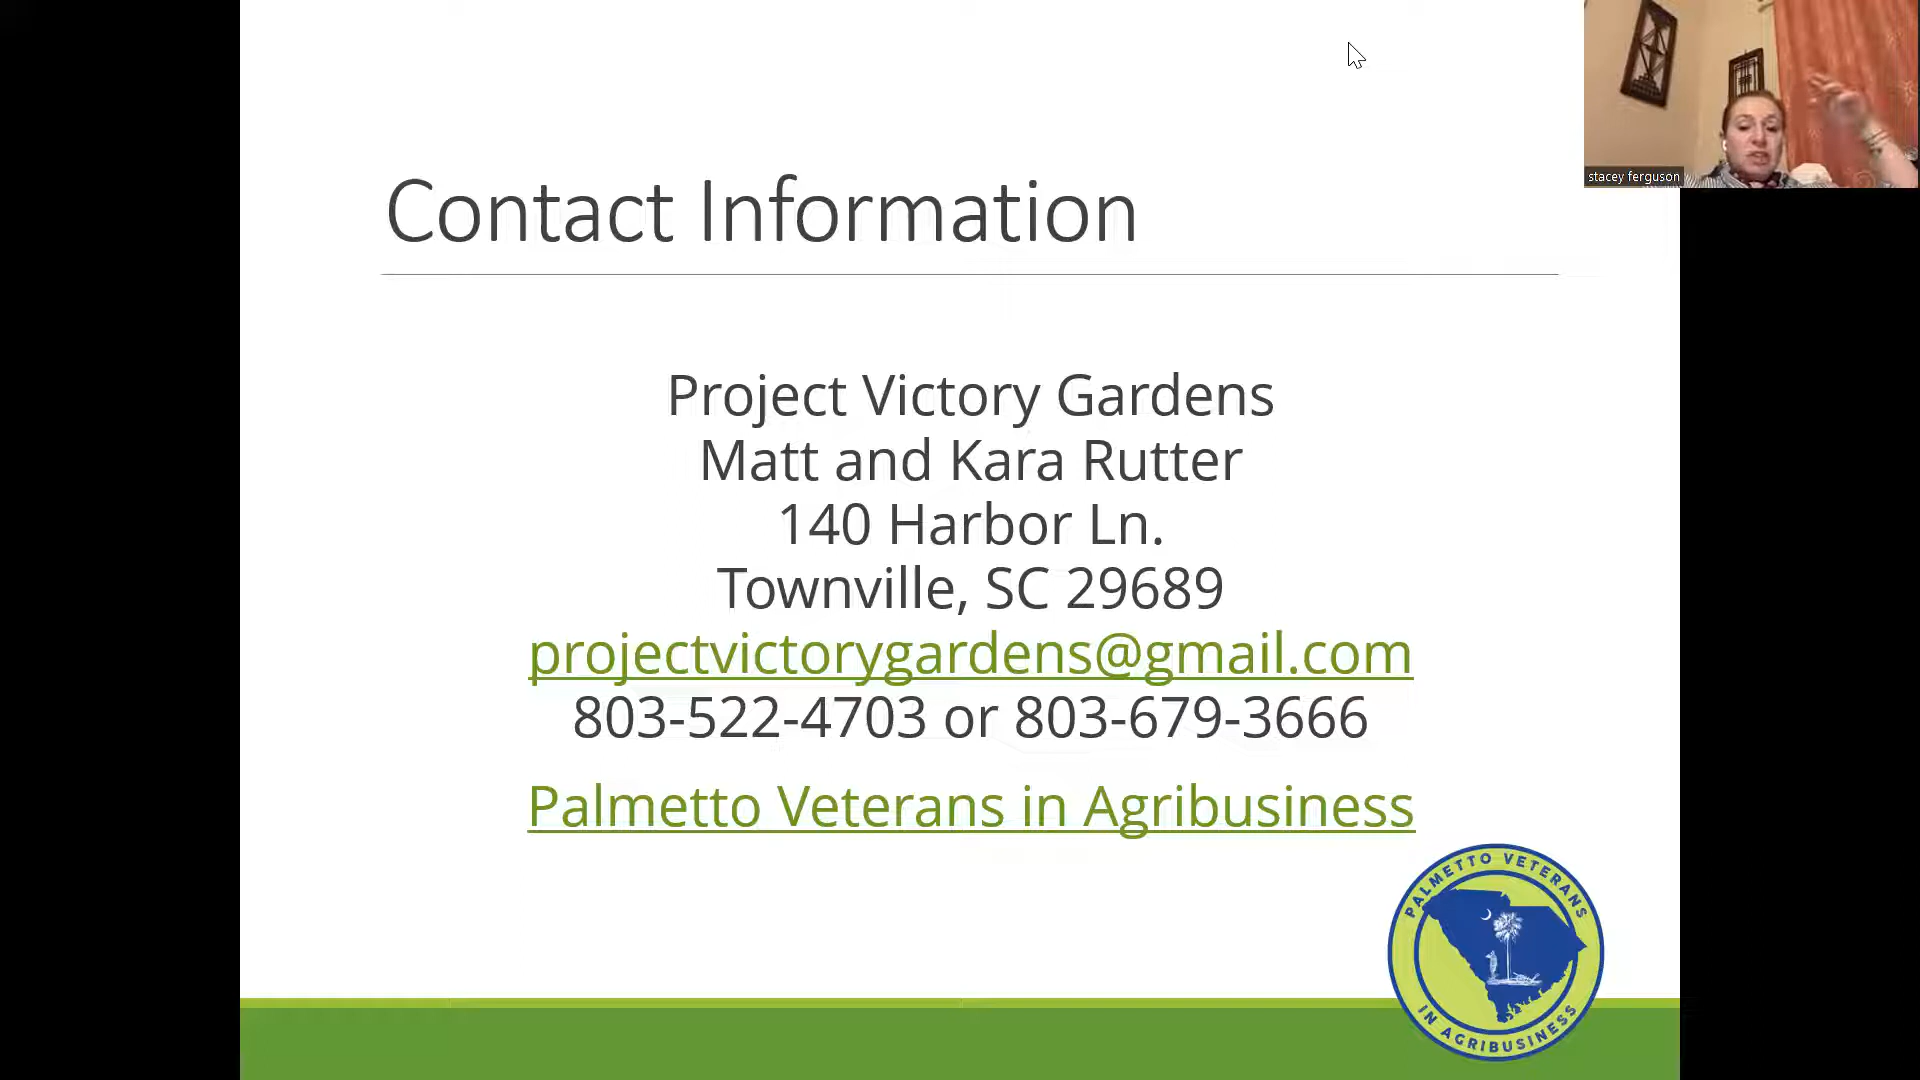 Contact Information
stacey ferguson
Project Victory Gardens
Matt and Kara Rutter
140 Harbor Ln.
Townville, SC 29689
projectvictorygardens@gmail.com
803-522-4703 or 803-679-3666
Palmetto Veterans in Agribusiness
PALMETTO VETERANS
IN AGRIBUSINESS